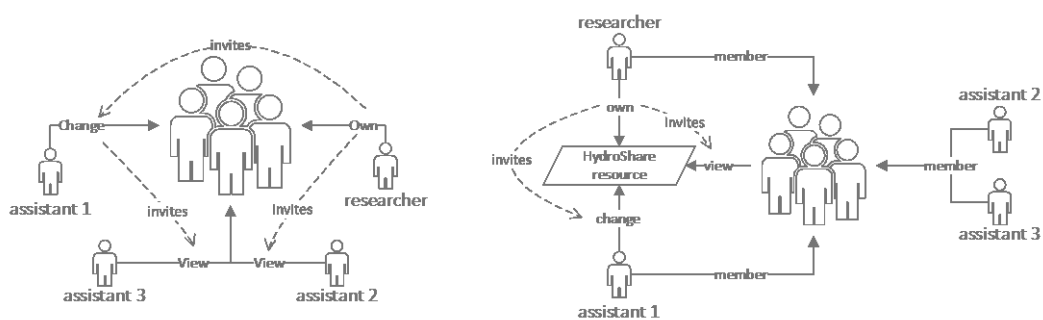 invites
Change
Own
assistant 1
researcher
invites
Invites
View
View
assistant 3
assistant 2
researcher
member
own
invites
Invites
HydroShare
resource
view
change
member
assistant 2
member
assistant 3
assistant 1